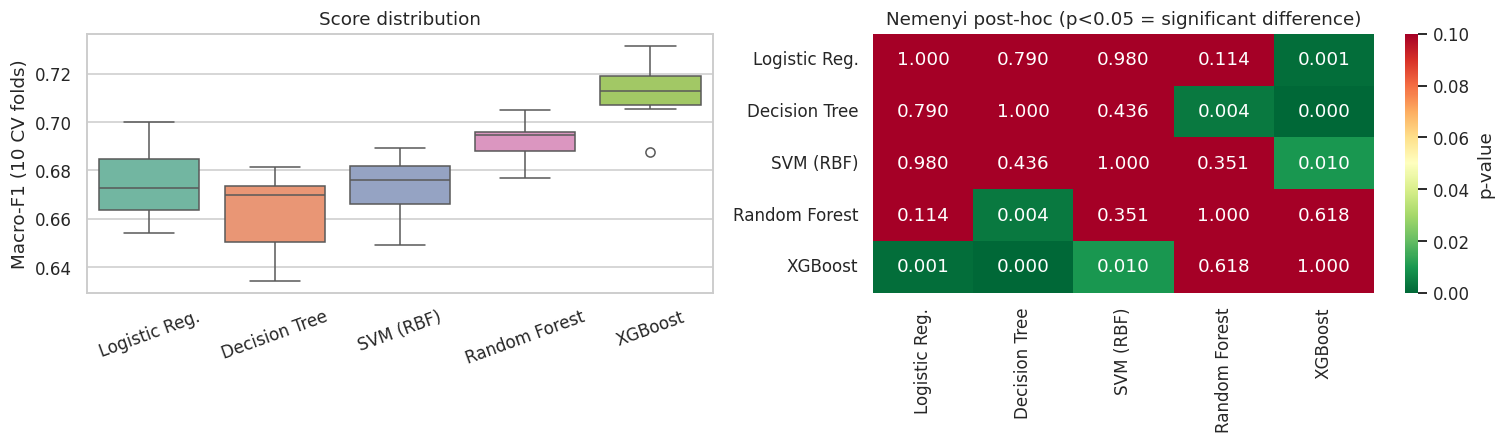 Score distribution
Macro-F1 (10 CV folds)
0.72
0.70
0.68
0.66
0.64
Logistic Reg.
Decision Tree
SVM (RBF)
Random Forest
XGBoost
Nemenyi post-hoc (p<0.05 = significant difference)
Logistic Reg. 1.000 0.790 0.980 0.114 0.001
Decision Tree 0.790 1.000 0.436 0.004 0.000
SVM (RBF) 0.980 0.436 1.000 0.351 0.010
Random Forest 0.114 0.004 0.351 1.000 0.618
XGBoost 0.001 0.000 0.010 0.618 1.000
Logistic Reg.
Decision Tree
SVM (RBF)
Random Forest
XGBoost
0.10
0.08
0.06
0.04
0.02
0.00
p-value